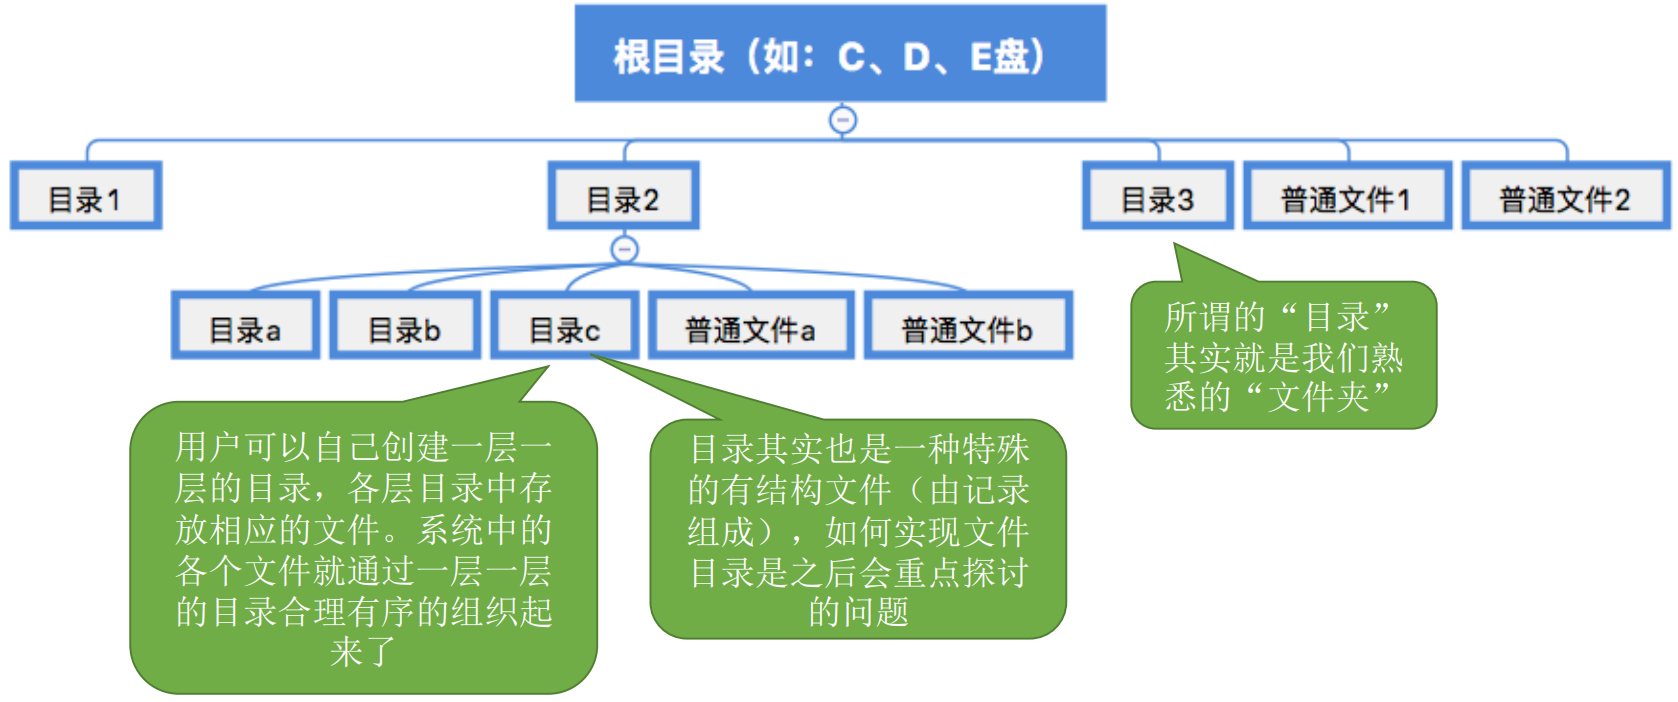 根目录（如：C、D、E盘）
目录1
目录2
目录3
普通文件1
普通文件2
目录a
目录b
目录c
普通文件a
普通文件b
所谓的“目录”
其实就是我们熟
悉的“文件夹”
用户可以自己创建一层一
层的目录，各层目录中存
放相应的文件。系统中的
各个文件就通过一层一层
的目录合理有序的组织起
来了
目录其实也是一种特殊
的有结构文件（由记录
组成），如何实现文件
目录是之后会重点探讨
的问题